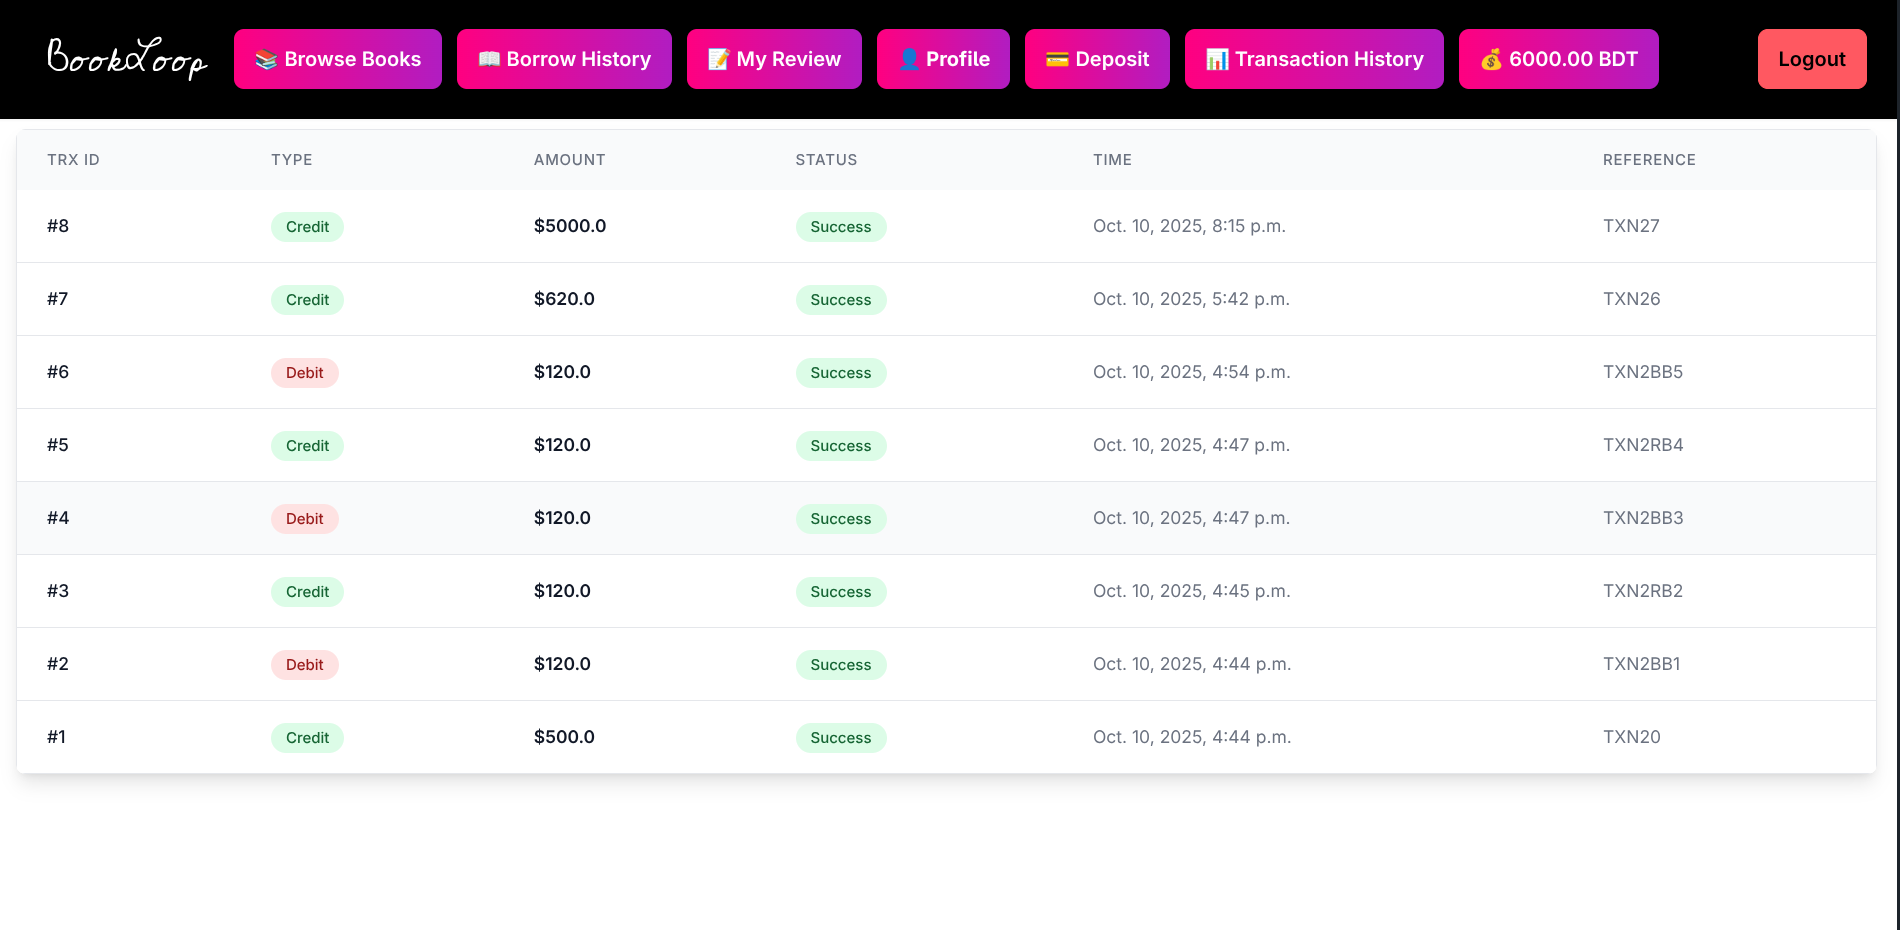 BookLoop 📚 Browse Books 📖 Borrow History 📝 My Review 👤 Profile 💳 Deposit 📊 Transaction History 💰 6000.00 BDT Logout
TRX ID TYPE AMOUNT STATUS TIME REFERENCE
#8 Credit $5000.0 Success Oct. 10, 2025, 8:15 p.m. TXN27
#7 Credit $620.0 Success Oct. 10, 2025, 5:42 p.m. TXN26
#6 Debit $120.0 Success Oct. 10, 2025, 4:54 p.m. TXN2BB5
#5 Credit $120.0 Success Oct. 10, 2025, 4:47 p.m. TXN2RB4
#4 Debit $120.0 Success Oct. 10, 2025, 4:47 p.m. TXN2BB3
#3 Credit $120.0 Success Oct. 10, 2025, 4:45 p.m. TXN2RB2
#2 Debit $120.0 Success Oct. 10, 2025, 4:44 p.m. TXN2BB1
#1 Credit $500.0 Success Oct. 10, 2025, 4:44 p.m. TXN20